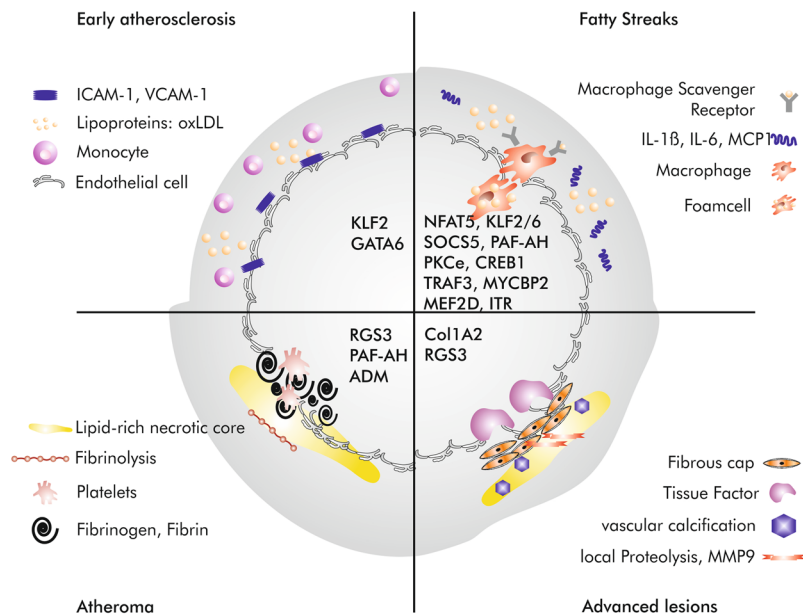 Early atherosclerosis
Fatty Streaks
ICAM-1, VCAM-1
Lipoproteins: oxLDL
Monocyte
Endothelial cell
Macrophage Scavenger
Receptor
IL-1ß, IL-6, MCP1
Macrophage
Foamcell
KLF2
GATA6
NFAT5, KLF2/6
SOCS5, PAF-AH
PKCe, CREB1
TRAF3, MYCBP2
MEF2D, ITR
RGS3
PAF-AH
ADM
Col1A2
RGS3
Lipid-rich necrotic core
Fibrinolysis
Platelets
Fibrinogen, Fibrin
Fibrous cap
Tissue Factor
vascular calcification
local Proteolysis, MMP9
Atheroma
Advanced lesions